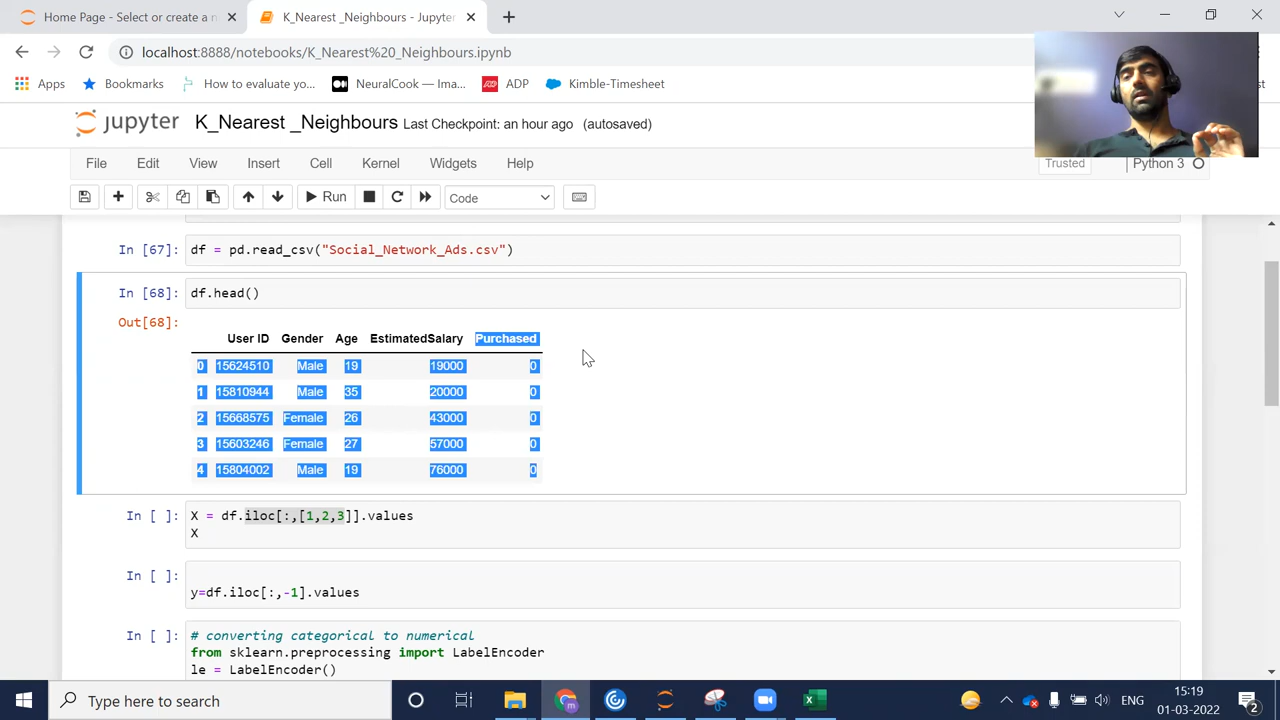 Home Page - Select or create a n
K_Nearest _Neighbours - Jupyter
localhost:8888/notebooks/K_Nearest%20_Neighbours.ipynb
Apps Bookmarks How to evaluate yo... NeuralCook — Ima... ADP Kimble-Timesheet
jupyter K_Nearest _Neighbours Last Checkpoint: an hour ago (autosaved)
File Edit View Insert Cell Kernel Widgets Help Trusted Python 3
Run Code
In [67]: df = pd.read_csv("Social_Network_Ads.csv")
In [68]: df.head()
Out[68]:
User ID Gender Age EstimatedSalary Purchased
0 15624510 Male 19 19000 0
1 15810944 Male 35 20000 0
2 15668575 Female 26 43000 0
3 15603246 Female 27 57000 0
4 15804002 Male 19 76000 0
In [ ]: X = df.iloc[:,[1,2,3]].values
X
In [ ]:
y=df.iloc[:,-1].values
In [ ]: # converting categorical to numerical
from sklearn.preprocessing import LabelEncoder
le = LabelEncoder()
Type here to search
ENG
15:19
01-03-2022
2